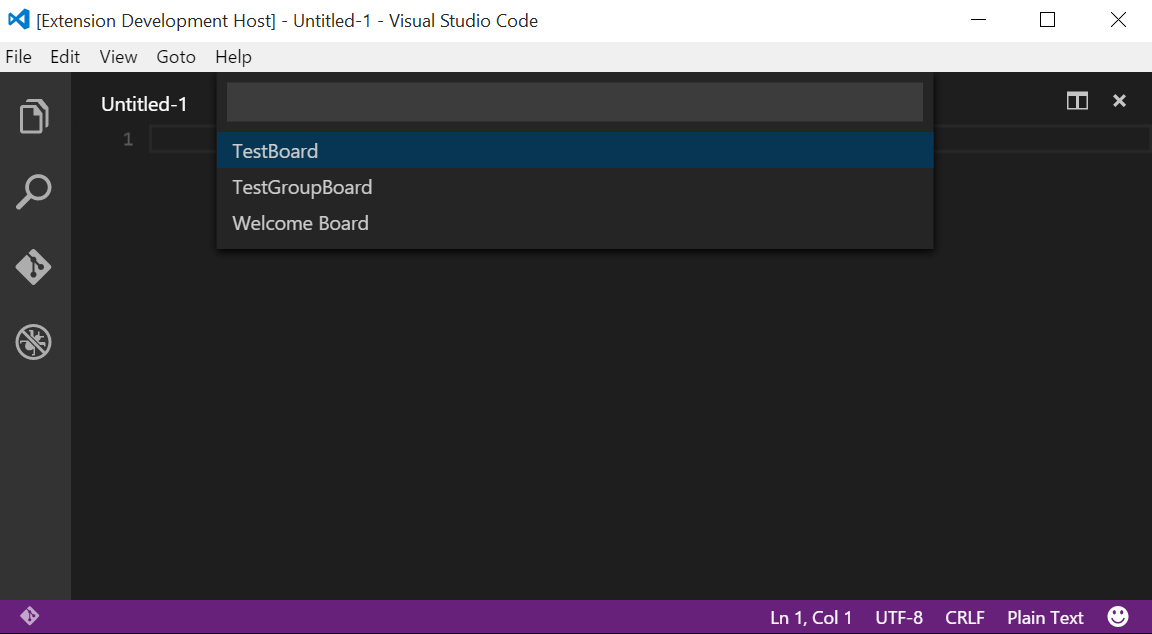 [Extension Development Host] - Untitled-1 - Visual Studio Code
File Edit View Goto Help
Untitled-1
1
TestBoard
TestGroupBoard
Welcome Board
Ln 1, Col 1 UTF-8 CRLF Plain Text